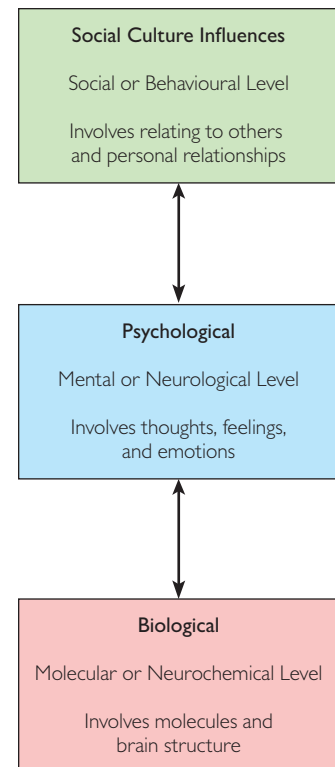 Social Culture Influences
Social or Behavioural Level
Involves relating to others
and personal relationships
Psychological
Mental or Neurological Level
Involves thoughts, feelings,
and emotions
Biological
Molecular or Neurochemical Level
Involves molecules and
brain structure